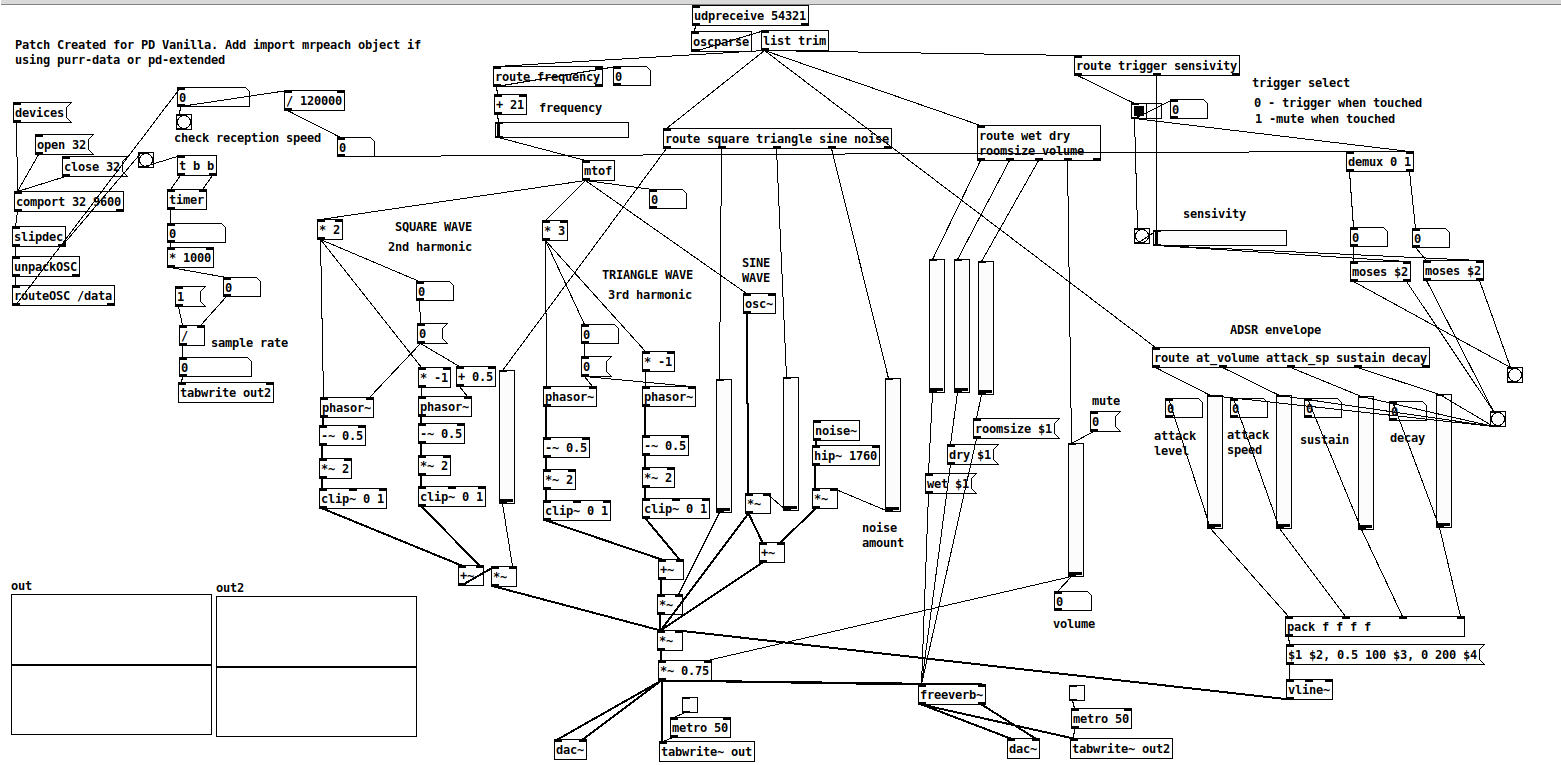 udpreceive 54321
oscparse
list trim
Patch Created for PD Vanilla. Add import mrpeach object if
using purr-data or pd-extended
route frequency
0
route trigger sensivity
trigger select
0 - trigger when touched
1 -mute when touched
0
0
/ 120000
+ 21
frequency
devices
check reception speed
open 32
0
route square triangle sine noise
route wet dry
roomsize volume
close 32
t b b
mtof
demux 0 1
comport 32 9600
timer
0
sensivity
slipdec
0
* 2
SQUARE WAVE
2nd harmonic
* 3
0
0
unpackOSC
* 1000
TRIANGLE WAVE
3rd harmonic
SINE
WAVE
moses $2
moses $2
routeOSC /data
1
0
0
osc~
/
sample rate
0
0
ADSR envelope
0
0
* -1
route at_volume attack_sp sustain decay
tabwrite out2
* -1
+ 0.5
phasor~
phasor~
phasor~
phasor~
mute
0
0
0
0
0
-~ 0.5
-~ 0.5
-~ 0.5
-~ 0.5
noise~
hip~ 1760
roomsize $1
attack
level
attack
speed
sustain
decay
*~ 2
*~ 2
*~ 2
*~ 2
dry $1
wet $1
clip~ 0 1
clip~ 0 1
clip~ 0 1
clip~ 0 1
*~
*~
noise
amount
+~
+~
*~
+~
out
out2
*~
0
volume
*~
pack f f f f
*~ 0.75
$1 $2, 0.5 100 $3, 0 200 $4
freeverb~
vline~
metro 50
metro 50
dac~
tabwrite~ out
dac~
tabwrite~ out2